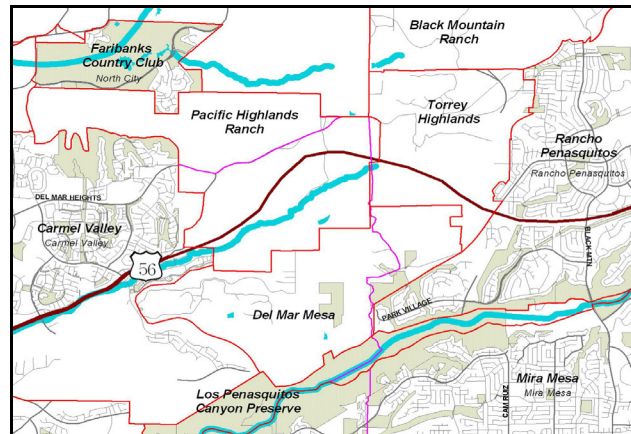 Black Mountain
Ranch
Faribanks
Country Club
North City
Pacific Highlands
Ranch
Torrey
Highlands
Rancho
Penasquitos
Rancho Penasquitos
DEL MAR HEIGHTS
Carmel Valley
Carmel Valley
56
BLACK MTN
Del Mar Mesa
PARK VILLAGE
Los Penasquitos
Canyon Preserve
CAM RUIZ
Mira Mesa
Mira Mesa